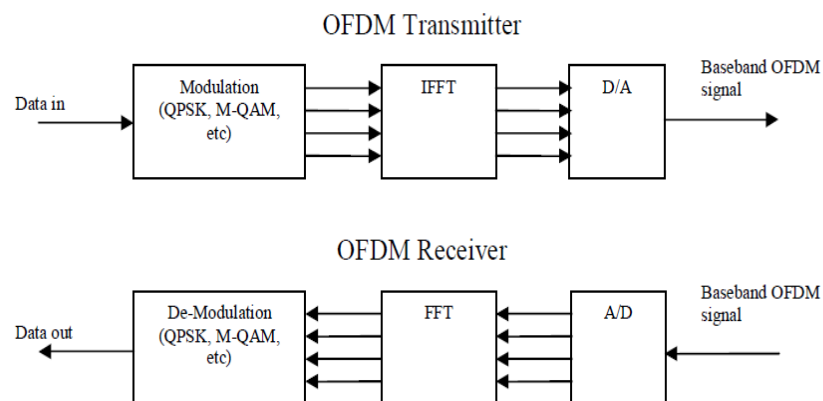 OFDM Transmitter
Data in
Modulation
(QPSK, M-QAM,
etc)
IFFT
D/A
Baseband OFDM
signal
OFDM Receiver
Data out
De-Modulation
(QPSK, M-QAM,
etc)
FFT
A/D
Baseband OFDM
signal